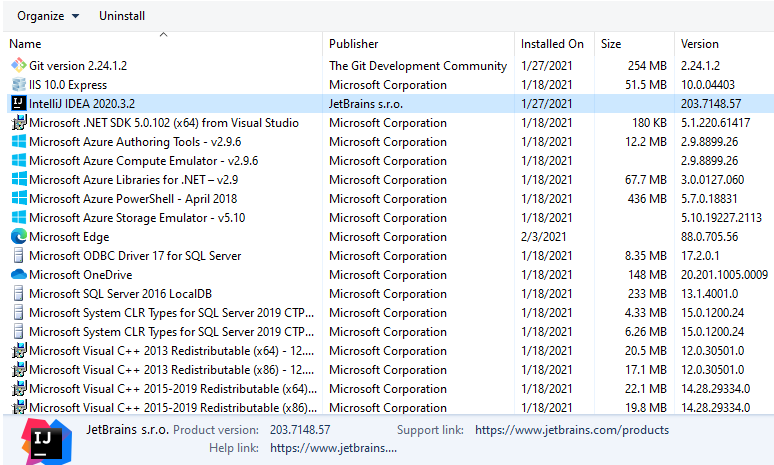 Organize Uninstall
Name Publisher Installed On Size Version
Git version 2.24.1.2 The Git Development Community 1/27/2021 254 MB 2.24.1.2
IIS 10.0 Express Microsoft Corporation 1/18/2021 51.5 MB 10.0.04403
IJ IntelliJ IDEA 2020.3.2 JetBrains s.r.o. 1/27/2021 203.7148.57
Microsoft .NET SDK 5.0.102 (x64) from Visual Studio Microsoft Corporation 1/18/2021 180 KB 5.1.220.61417
Microsoft Azure Authoring Tools - v2.9.6 Microsoft Corporation 1/18/2021 12.2 MB 2.9.8899.26
Microsoft Azure Compute Emulator - v2.9.6 Microsoft Corporation 1/18/2021 2.9.8899.26
Microsoft Azure Libraries for .NET – v2.9 Microsoft Corporation 1/18/2021 67.7 MB 3.0.0127.060
Microsoft Azure PowerShell - April 2018 Microsoft Corporation 1/18/2021 436 MB 5.7.0.18831
Microsoft Azure Storage Emulator - v5.10 Microsoft Corporation 1/18/2021 5.10.19227.2113
Microsoft Edge Microsoft Corporation 2/3/2021 88.0.705.56
Microsoft ODBC Driver 17 for SQL Server Microsoft Corporation 1/18/2021 8.35 MB 17.2.0.1
Microsoft OneDrive Microsoft Corporation 1/18/2021 148 MB 20.201.1005.0009
Microsoft SQL Server 2016 LocalDB Microsoft Corporation 1/18/2021 233 MB 13.1.4001.0
Microsoft System CLR Types for SQL Server 2019 CTP... Microsoft Corporation 1/18/2021 4.33 MB 15.0.1200.24
Microsoft System CLR Types for SQL Server 2019 CTP... Microsoft Corporation 1/18/2021 6.26 MB 15.0.1200.24
Microsoft Visual C++ 2013 Redistributable (x64) - 12.... Microsoft Corporation 1/18/2021 20.5 MB 12.0.30501.0
Microsoft Visual C++ 2013 Redistributable (x86) - 12.... Microsoft Corporation 1/18/2021 17.1 MB 12.0.30501.0
Microsoft Visual C++ 2015-2019 Redistributable (x64)... Microsoft Corporation 1/18/2021 22.1 MB 14.28.29334.0
Microsoft Visual C++ 2015-2019 Redistributable (x86)... Microsoft Corporation 1/18/2021 19.8 MB 14.28.29334.0
IJ JetBrains s.r.o. Product version: 203.7148.57 Support link: https://www.jetbrains.com/products
Help link: https://www.jetbrains....